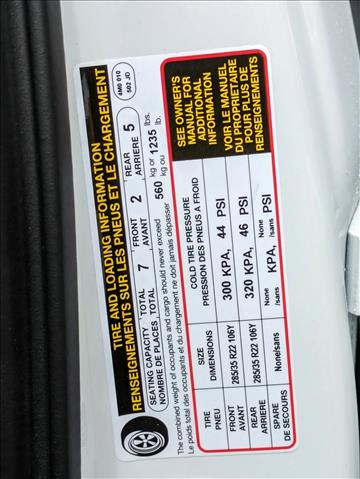 TIRE AND LOADING INFORMATION
RENSEIGNEMENTS SUR LES PNEUS ET LE CHARGEMENT
4M0 010
502 JD
SEATING CAPACITY TOTAL 7 FRONT 2 REAR 5
NOMBRE DE PLACES TOTAL AVANT ARRIERE
The combined weight of occupants and cargo should never exceed 560 kg or 1235 lbs.
Le poids total des occupants et du chargement ne doit jamais dépasser kg ou lb.
TIRE SIZE COLD TIRE PRESSURE
PNEU DIMENSIONS PRESSION DES PNEUS A FROID
FRONT 285/35 R22 106Y 300 KPA, 44 PSI
AVANT
REAR 285/35 R22 106Y 320 KPA, 46 PSI
ARRIERE
SPARE None/sans None/sans KPA, None/sans PSI
DE SECOURS
SEE OWNER'S
MANUAL FOR
ADDITIONAL
INFORMATION
VOIR LE MANUEL
DU PROPRIETAIRE
POUR PLUS DE
RENSEIGNEMENTS